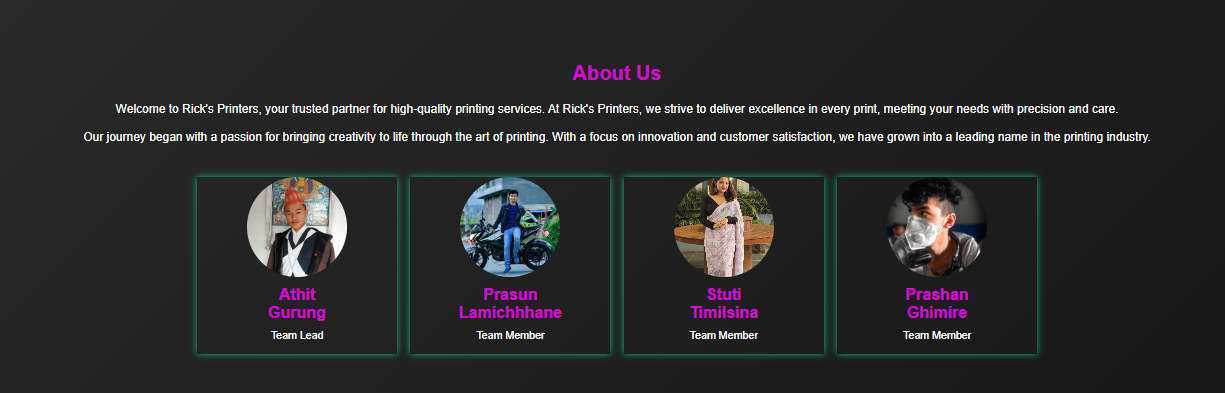 About Us
Welcome to Rick's Printers, your trusted partner for high-quality printing services. At Rick's Printers, we strive to deliver excellence in every print, meeting your needs with precision and care.
Our journey began with a passion for bringing creativity to life through the art of printing. With a focus on innovation and customer satisfaction, we have grown into a leading name in the printing industry.
Athit
Gurung
Team Lead
Prasun
Lamichhhane
Team Member
Stuti
Timilsina
Team Member
Prashan
Ghimire
Team Member